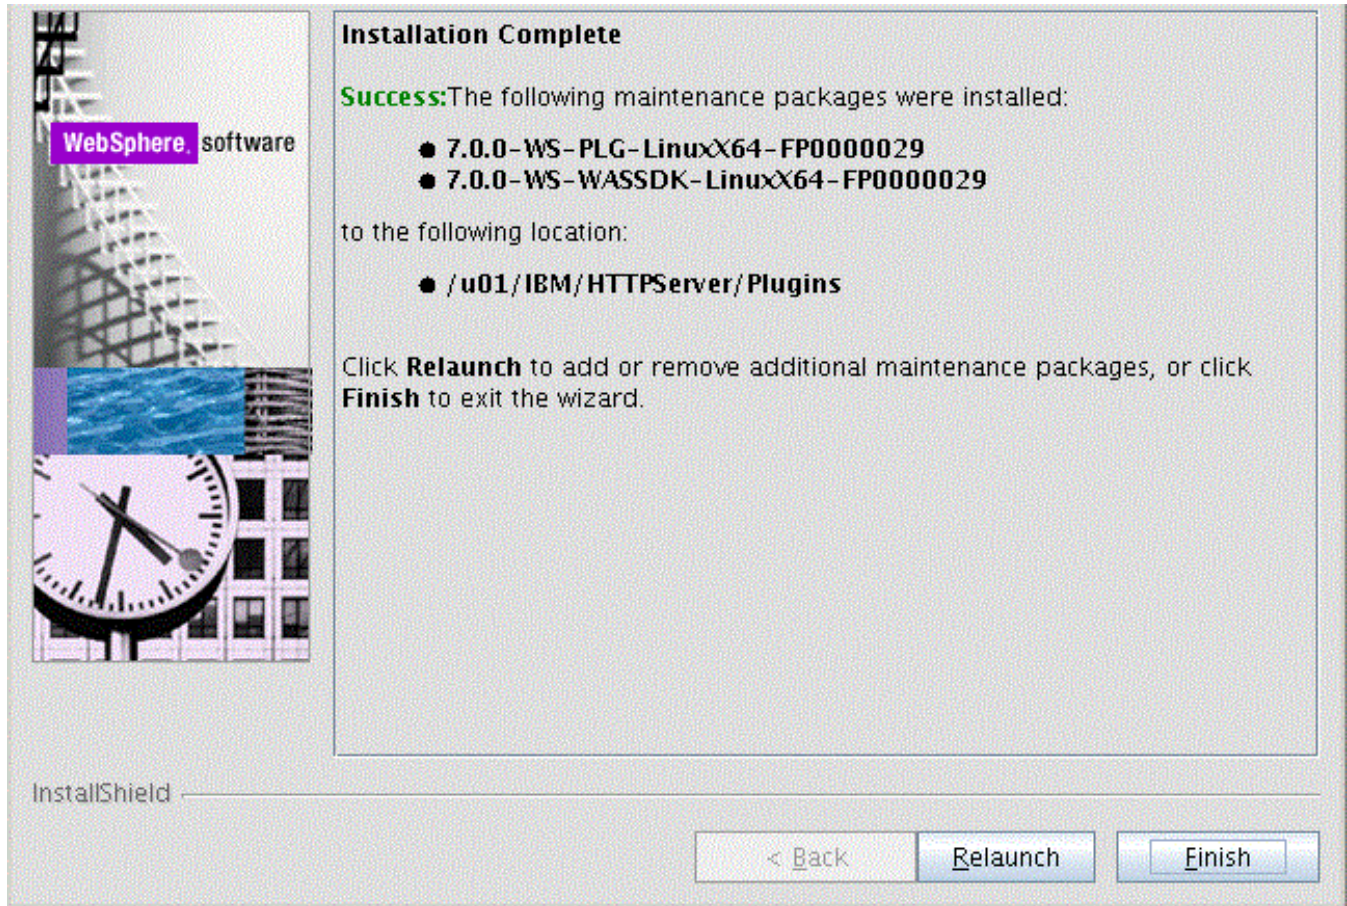 Installation Complete
Success:The following maintenance packages were installed:
7.0.0-WS-PLG-LinuxX64-FP0000029
7.0.0-WS-WASSDK-LinuxX64-FP0000029
to the following location:
/u01/IBM/HTTPServer/Plugins
Click Relaunch to add or remove additional maintenance packages, or click
Finish to exit the wizard.
WebSphere. software
InstallShield
< Back
Relaunch
Finish